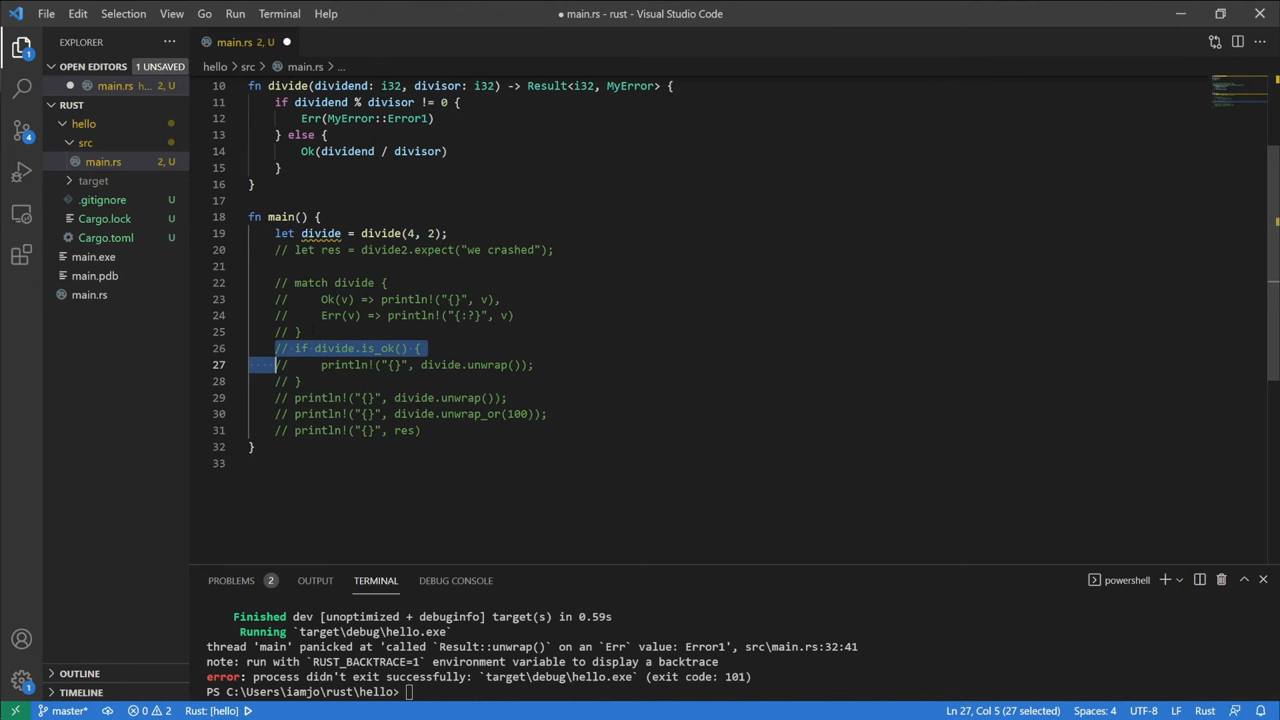 File Edit Selection View Go Run Terminal Help
● main.rs - rust - Visual Studio Code
EXPLORER
OPEN EDITORS 1 UNSAVED
main.rs h... 2, U
RUST
hello
src
main.rs 2, U
target
.gitignore U
Cargo.lock U
Cargo.toml U
main.exe
main.pdb
main.rs
OUTLINE
TIMELINE
main.rs 2, U
hello > src > main.rs > ...
10 fn divide(dividend: i32, divisor: i32) -> Result<i32, MyError> {
11 if dividend % divisor != 0 {
12 Err(MyError::Error1)
13 } else {
14 Ok(dividend / divisor)
15 }
16 }
17
18 fn main() {
19 let divide = divide(4, 2);
20 // let res = divide2.expect("we crashed");
21
22 // match divide {
23 // Ok(v) => println!("{}", v),
24 // Err(v) => println!("{:?}", v)
25 // }
26 // if divide.is_ok() {
27 // println!("{}", divide.unwrap());
28 // }
29 // println!("{}", divide.unwrap());
30 // println!("{}", divide.unwrap_or(100));
31 // println!("{}", res)
32 }
33
PROBLEMS 2 OUTPUT TERMINAL DEBUG CONSOLE
powershell
Finished dev [unoptimized + debuginfo] target(s) in 0.59s
Running `target\debug\hello.exe`
thread 'main' panicked at 'called `Result::unwrap()` on an `Err` value: Error1', src\main.rs:32:41
note: run with `RUST_BACKTRACE=1` environment variable to display a backtrace
error: process didn't exit successfully: `target\debug\hello.exe` (exit code: 101)
PS C:\Users\iamjo\rust\hello>
1
4
1
master* 0 2 Rust: [hello]
Ln 27, Col 5 (27 selected) Spaces: 4 UTF-8 LF Rust